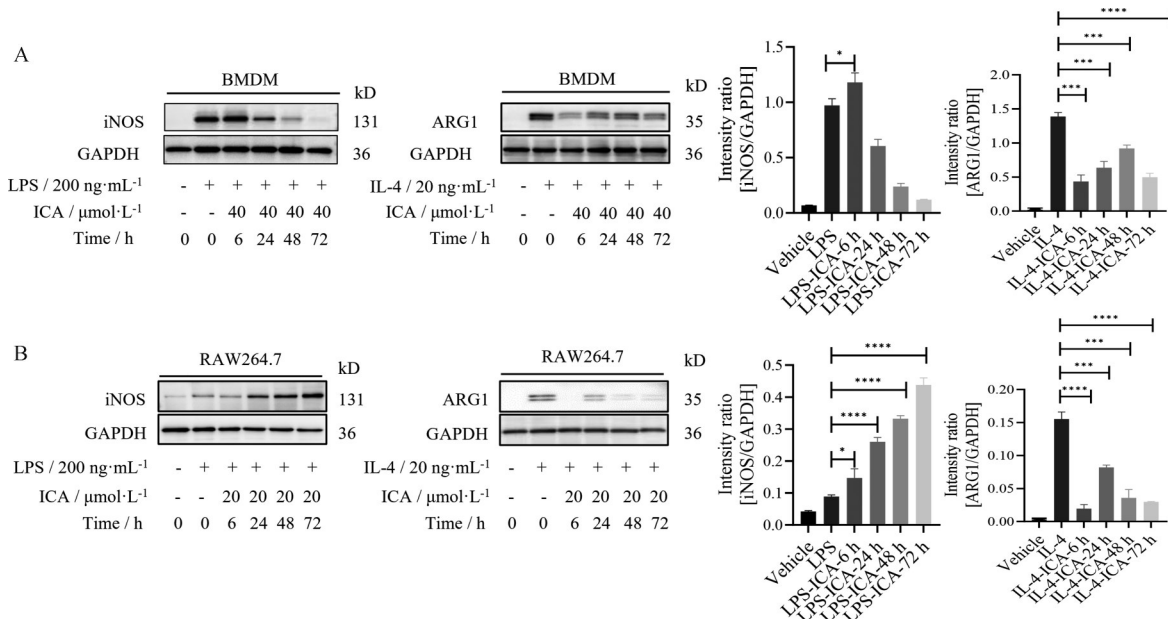 A
BMDM
kD
iNOS
131
GAPDH
36
LPS / 200 ng·mL⁻¹ - + + + + +
ICA / μmol·L⁻¹ - - 40 40 40 40
Time / h 0 0 6 24 48 72
BMDM
kD
ARG1
35
GAPDH
36
IL-4 / 20 ng·mL⁻¹ - + + + + +
ICA / μmol·L⁻¹ - - 40 40 40 40
Time / h 0 0 6 24 48 72
Intensity ratio
[iNOS/GAPDH]
1.5
1.0
0.5
0.0
*
Vehicle
LPS
LPS-ICA-6 h
LPS-ICA-24 h
LPS-ICA-48 h
LPS-ICA-72 h
Intensity ratio
[ARG1/GAPDH]
2.0
1.5
1.0
0.5
0.0
****
***
***
***
Vehicle
IL-4
IL-4-ICA-6 h
IL-4-ICA-24 h
IL-4-ICA-48 h
IL-4-ICA-72 h
B
RAW264.7
kD
iNOS
131
GAPDH
36
LPS / 200 ng·mL⁻¹ - + + + + +
ICA / μmol·L⁻¹ - - 20 20 20 20
Time / h 0 0 6 24 48 72
RAW264.7
kD
ARG1
35
GAPDH
36
IL-4 / 20 ng·mL⁻¹ - + + + + +
ICA / μmol·L⁻¹ - - 20 20 20 20
Time / h 0 0 6 24 48 72
Intensity ratio
[iNOS/GAPDH]
0.5
0.4
0.3
0.2
0.1
0.0
****
****
****
*
Vehicle
LPS
LPS-ICA-6 h
LPS-ICA-24 h
LPS-ICA-48 h
LPS-ICA-72 h
Intensity ratio
[ARG1/GAPDH]
0.20
0.15
0.10
0.05
0.00
****
***
***
****
Vehicle
IL-4
IL-4-ICA-6 h
IL-4-ICA-24 h
IL-4-ICA-48 h
IL-4-ICA-72 h